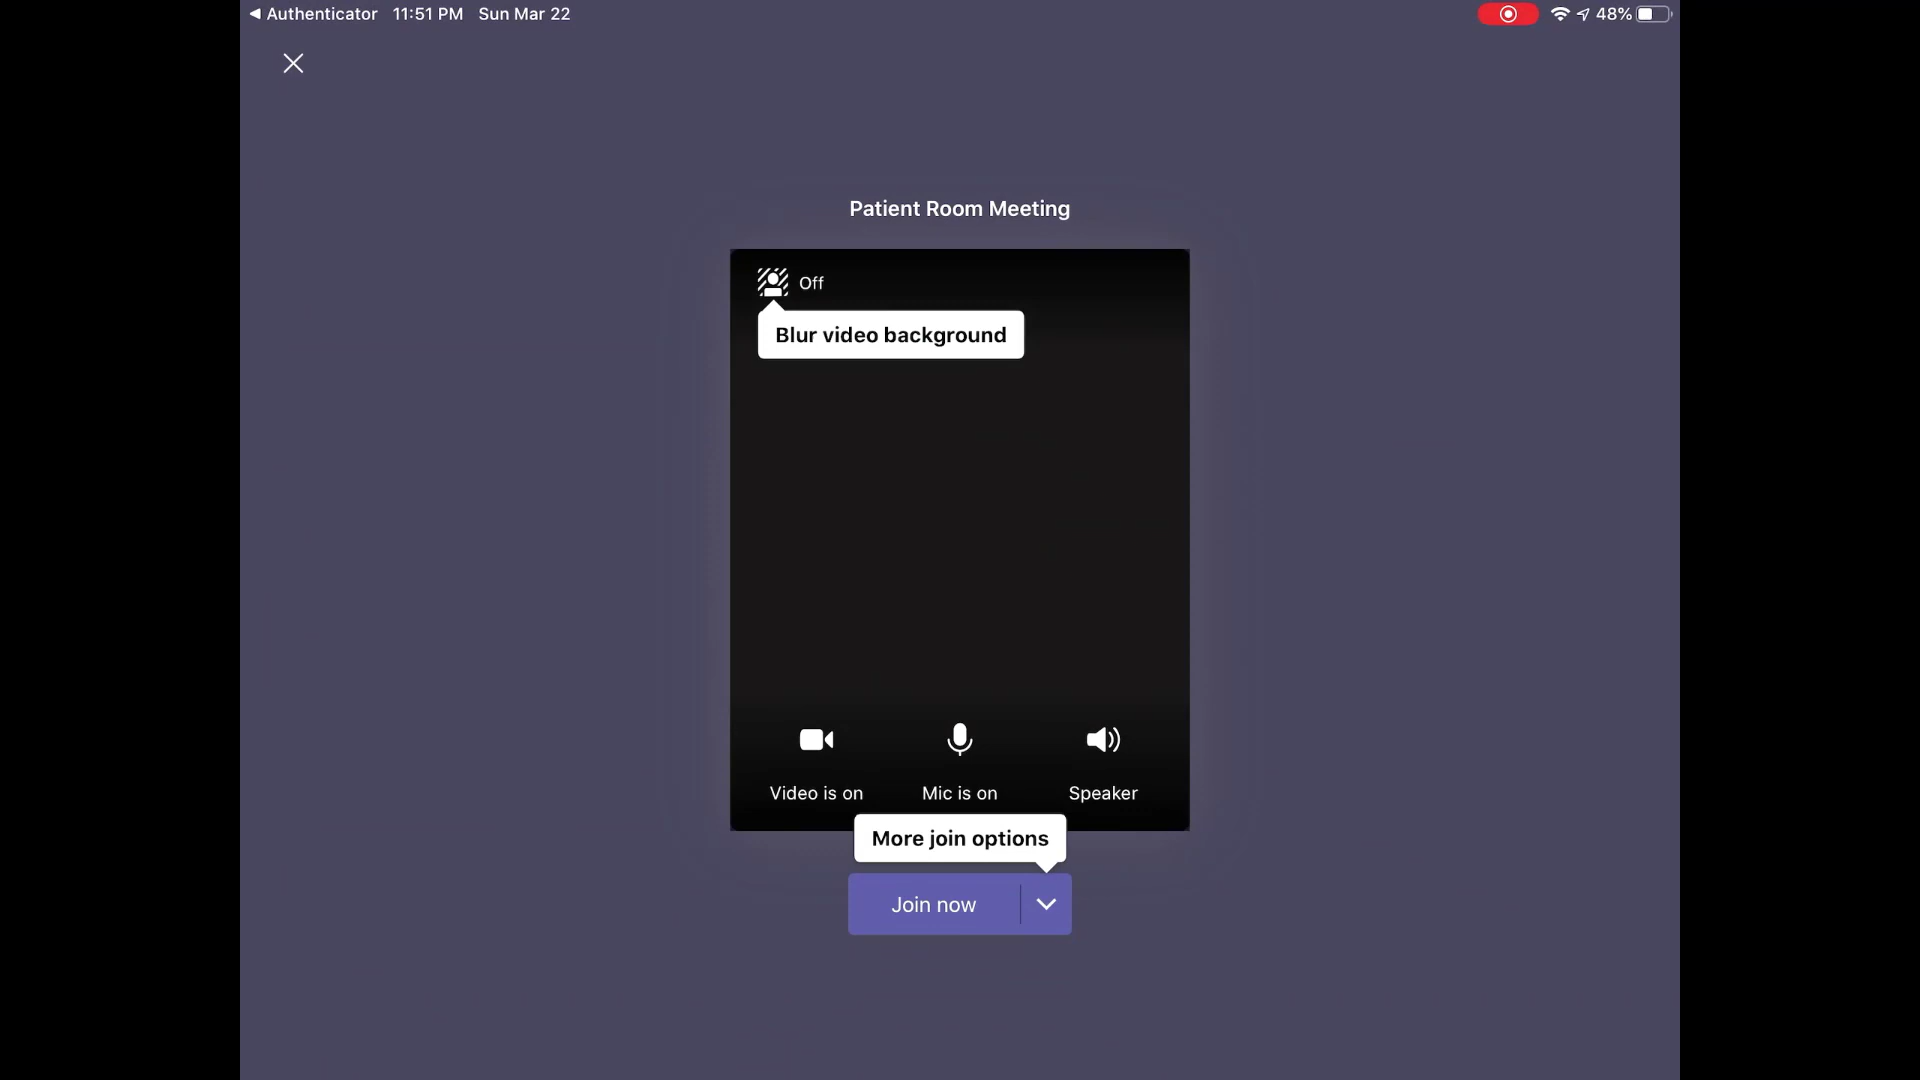 Authenticator 11:51 PM Sun Mar 22 48%
Patient Room Meeting
Off
Blur video background
Video is on Mic is on Speaker
More join options
Join now